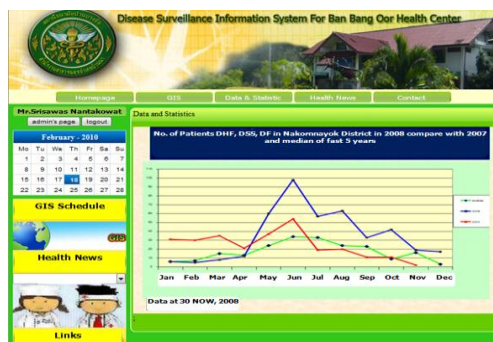 Disease Surveillance Information System For Ban Bang Oor Health Center
Homepage GIS Data & Statistic Health News Contact
Mr.Srisawas Nantakowat
admin's page logout
February - 2010
Mo Tu We Th Fr Sa Su
1 2 3 4 5 6 7
8 9 10 11 12 13 14
15 16 17 18 19 20 21
22 23 24 25 26 27 28
GIS Schedule
GIS
Health News
Links
Data and Statistics
No. of Patients DHF, DSS, DF in Nakornnayok District in 2008 compare with 2007
and median of fast 5 years
Jan Feb Mar Apr May Jun Jul Aug Sep Oct Nov Dec
Data at 30 NOW, 2008